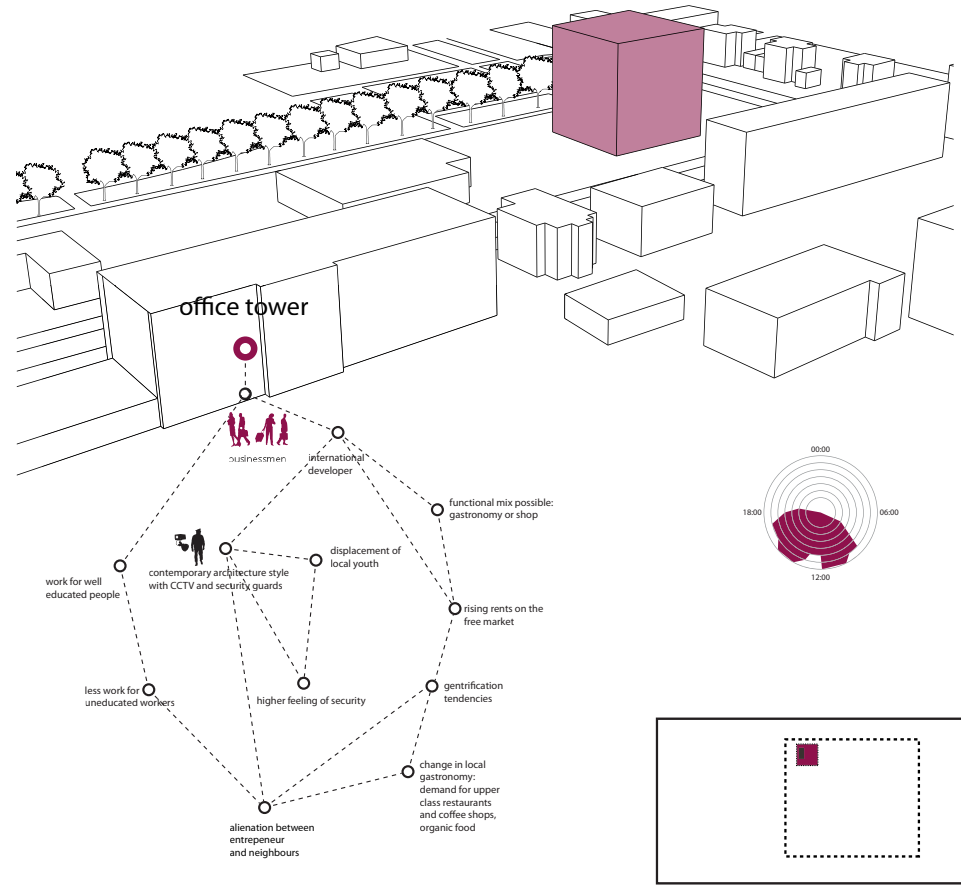 office tower
businessmen
international
developer
00:00
18:00
06:00
12:00
functional mix possible:
gastronomy or shop
displacement of
local youth
contemporary architecture style
with CCTV and security guards
work for well
educated people
rising rents on the
free market
less work for
uneducated workers
higher feeling of security
gentrification
tendencies
change in local
gastronomy:
demand for upper
class restaurants
and coffee shops,
organic food
alienation between
entrepeneur
and neighbours